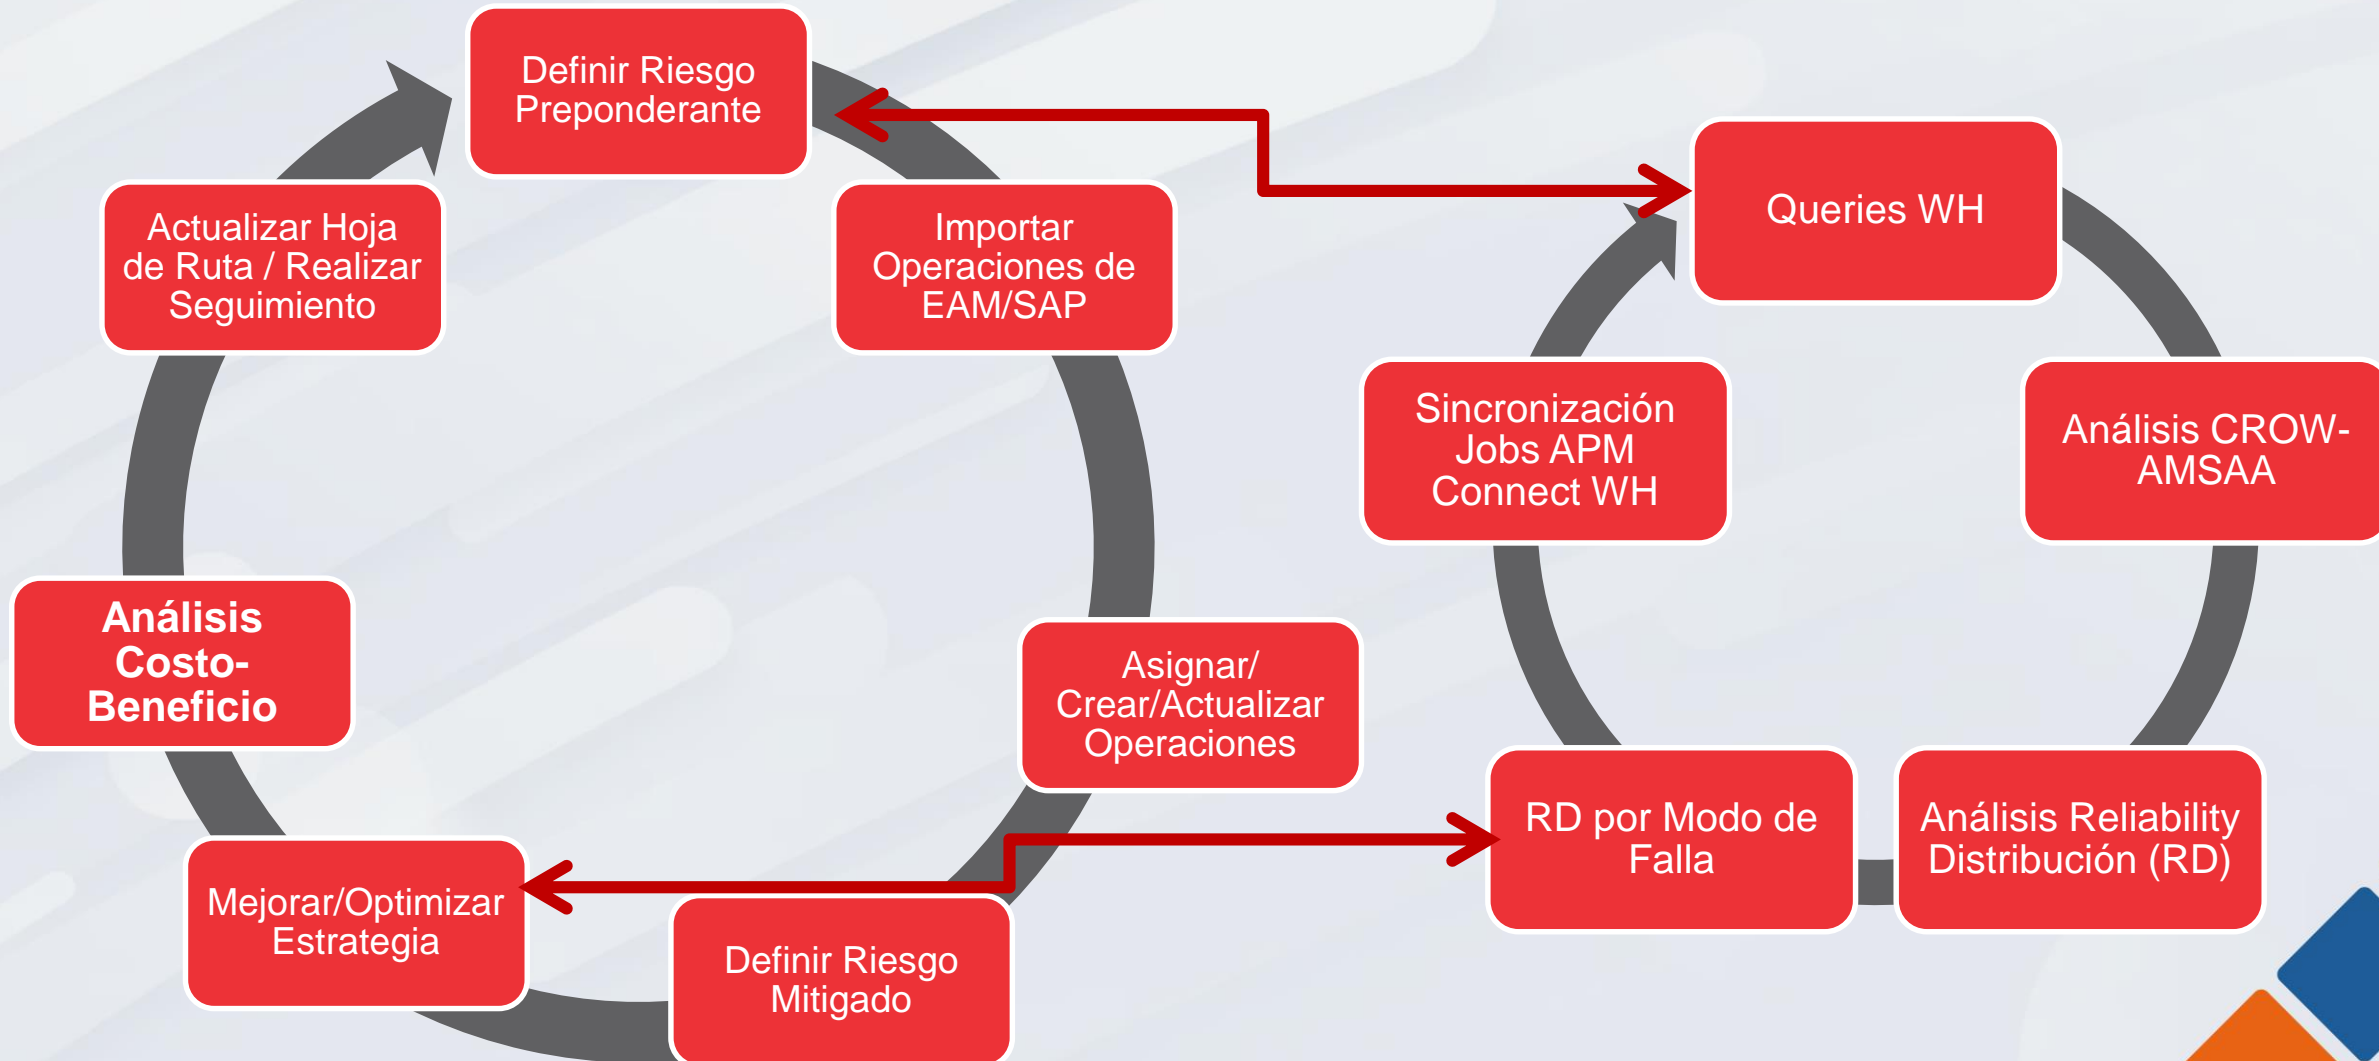 Definir Riesgo
Preponderante
Importar
Operaciones de
EAM/SAP
Asignar/
Crear/Actualizar
Operaciones
Definir Riesgo
Mitigado
Mejorar/Optimizar
Estrategia
Análisis
Costo-
Beneficio
Actualizar Hoja
de Ruta / Realizar
Seguimiento
Queries WH
Análisis CROW-
AMSAA
Análisis Reliability
Distribución (RD)
RD por Modo de
Falla
Sincronización
Jobs APM
Connect WH